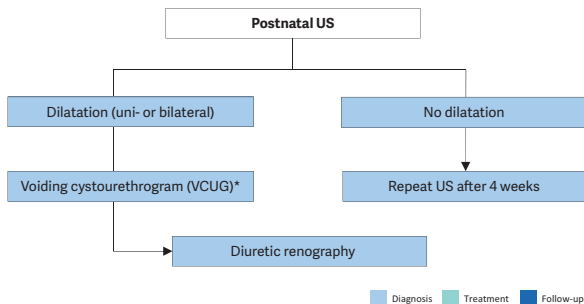 Postnatal US
Dilatation (uni- or bilateral)
No dilatation
Voiding cystourethrogram (VCUG)*
Repeat US after 4 weeks
Diuretic renography
Diagnosis
Treatment
Follow-up